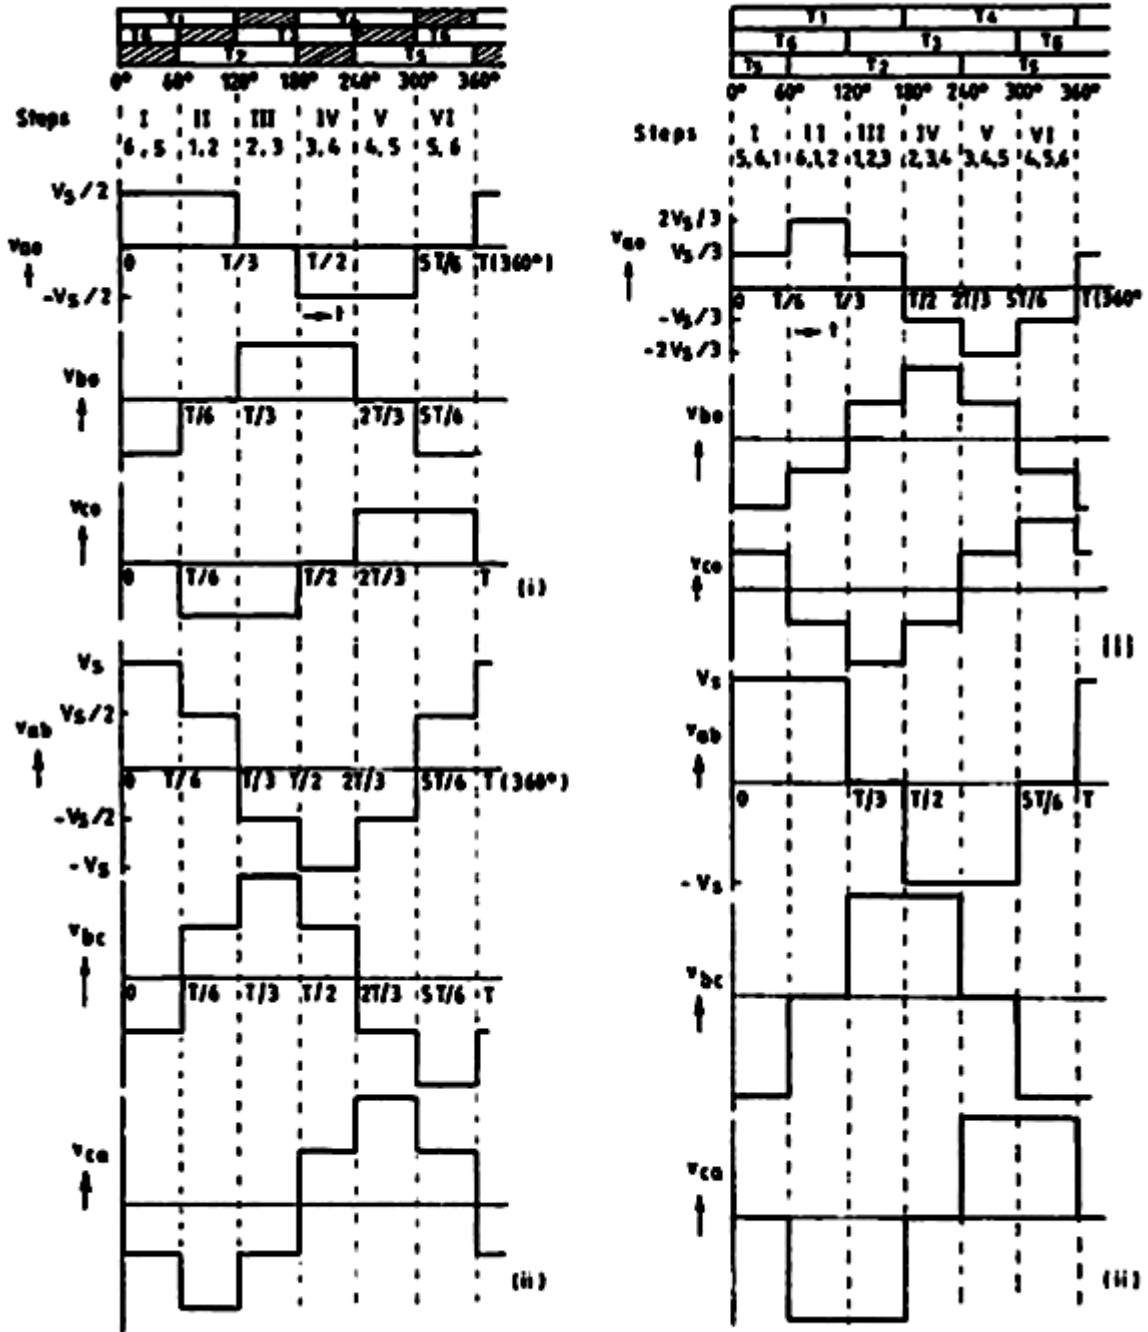 T1 T4
T6 T3 T6
T2 T5
0° 60° 120° 180° 240° 300° 360°
Steps I II III IV V VI
6,5 1,2 2,3 3,4 4,5 5,6
Vs/2
vao
0 T/3 T/2 5T/6 T(360°)
-Vs/2
t
vbo
T/6 T/3 2T/3 5T/6
vco
0 T/6 T/2 2T/3 T
(i)
Vs
Vs/2
vab
0 T/6 T/3 T/2 2T/3 5T/6 T(360°)
-Vs/2
-Vs
vbc
0 T/6 T/3 T/2 2T/3 5T/6 T
vca
(ii)
T1 T4
T6 T3 T6
T5 T2 T5
0° 60° 120° 180° 240° 300° 360°
Steps I II III IV V VI
5,6,1 6,1,2 1,2,3 2,3,4 3,4,5 4,5,6
2Vs/3
vao
Vs/3
0 T/6 T/3 T/2 2T/3 5T/6 T(360°
-Vs/3
t
-2Vs/3
vbo
vco
(i)
Vs
vab
0 T/3 T/2 5T/6 T
-Vs
vbc
vca
(ii)